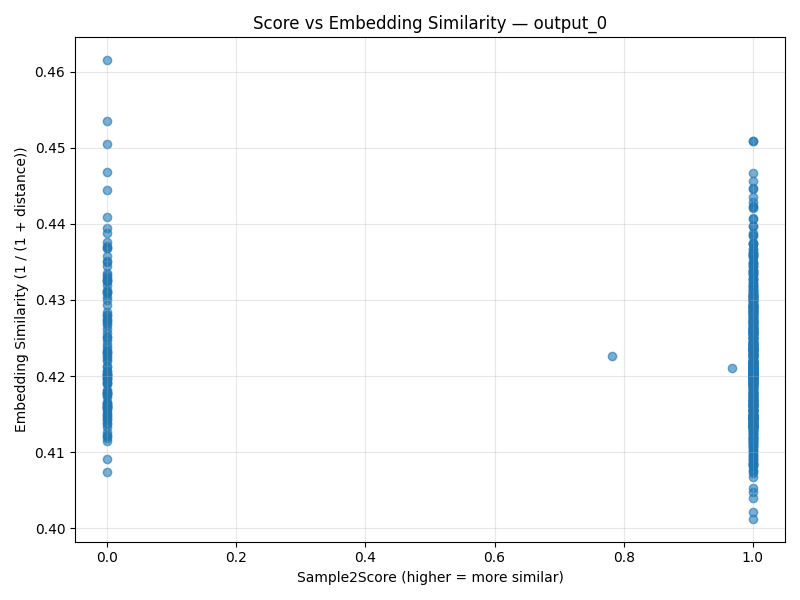 Score vs Embedding Similarity — output_0
Embedding Similarity (1 / (1 + distance))
0.46
0.45
0.44
0.43
0.42
0.41
0.40
0.0 0.2 0.4 0.6 0.8 1.0
Sample2Score (higher = more similar)